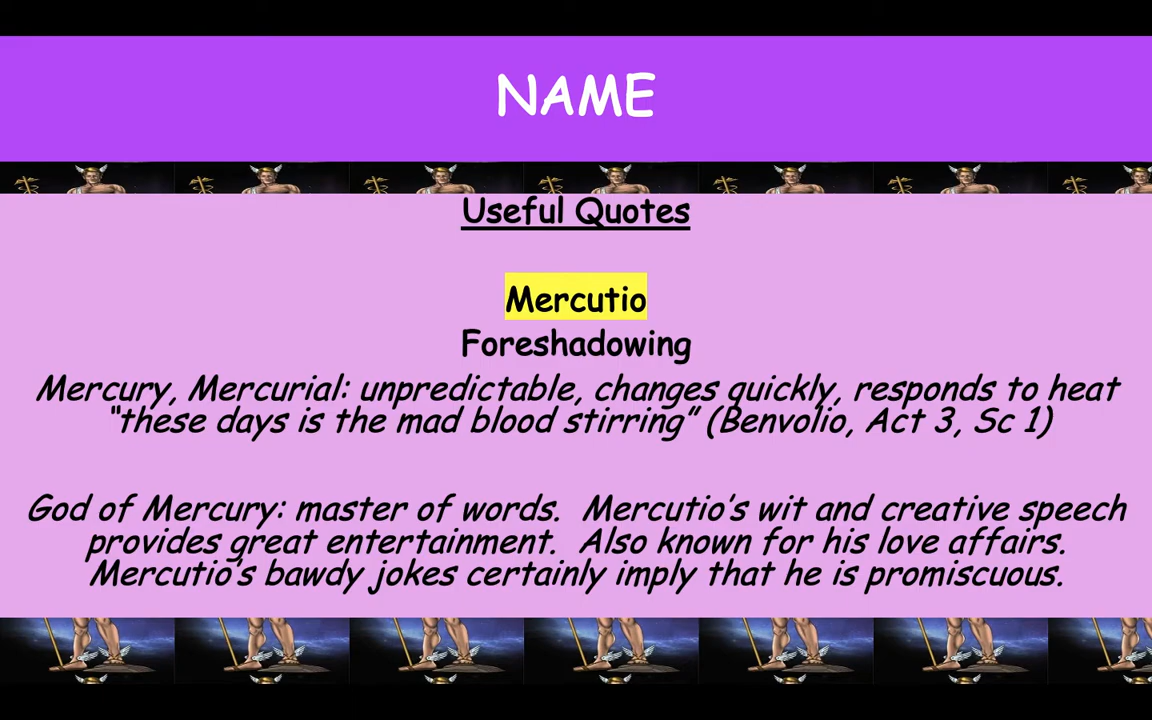 NAME
Useful Quotes
Mercutio
Foreshadowing
Mercury, Mercurial: unpredictable, changes quickly, responds to heat
“these days is the mad blood stirring” (Benvolio, Act 3, Sc 1)
God of Mercury: master of words.  Mercutio’s wit and creative speech
provides great entertainment.  Also known for his love affairs.
Mercutio’s bawdy jokes certainly imply that he is promiscuous.